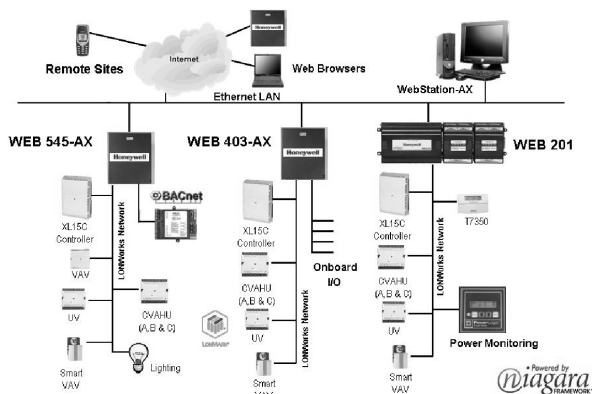 Internet
Honeywell
Remote Sites
Web Browsers
WebStation-AX
Ethernet LAN
WEB 545-AX
Honeywell
WEB 403-AX
Honeywell
Honeywell
WEB 201
BACnet
XL15C
Controller
VAV
UV
Smart
VAV
LONWorks Network
CVAHU
(A,B & C)
Lighting
LONMARK
XL15C
Controller
CVAHU
(A,B & C)
UV
Smart
VAV
LONWorks Network
Onboard
I/O
XL15C
Controller
CVAHU
(A,B & C)
UV
Smart
VAV
LONWorks Network
T7350
Power Monitoring
Powered by
niagara
FRAMEWORK